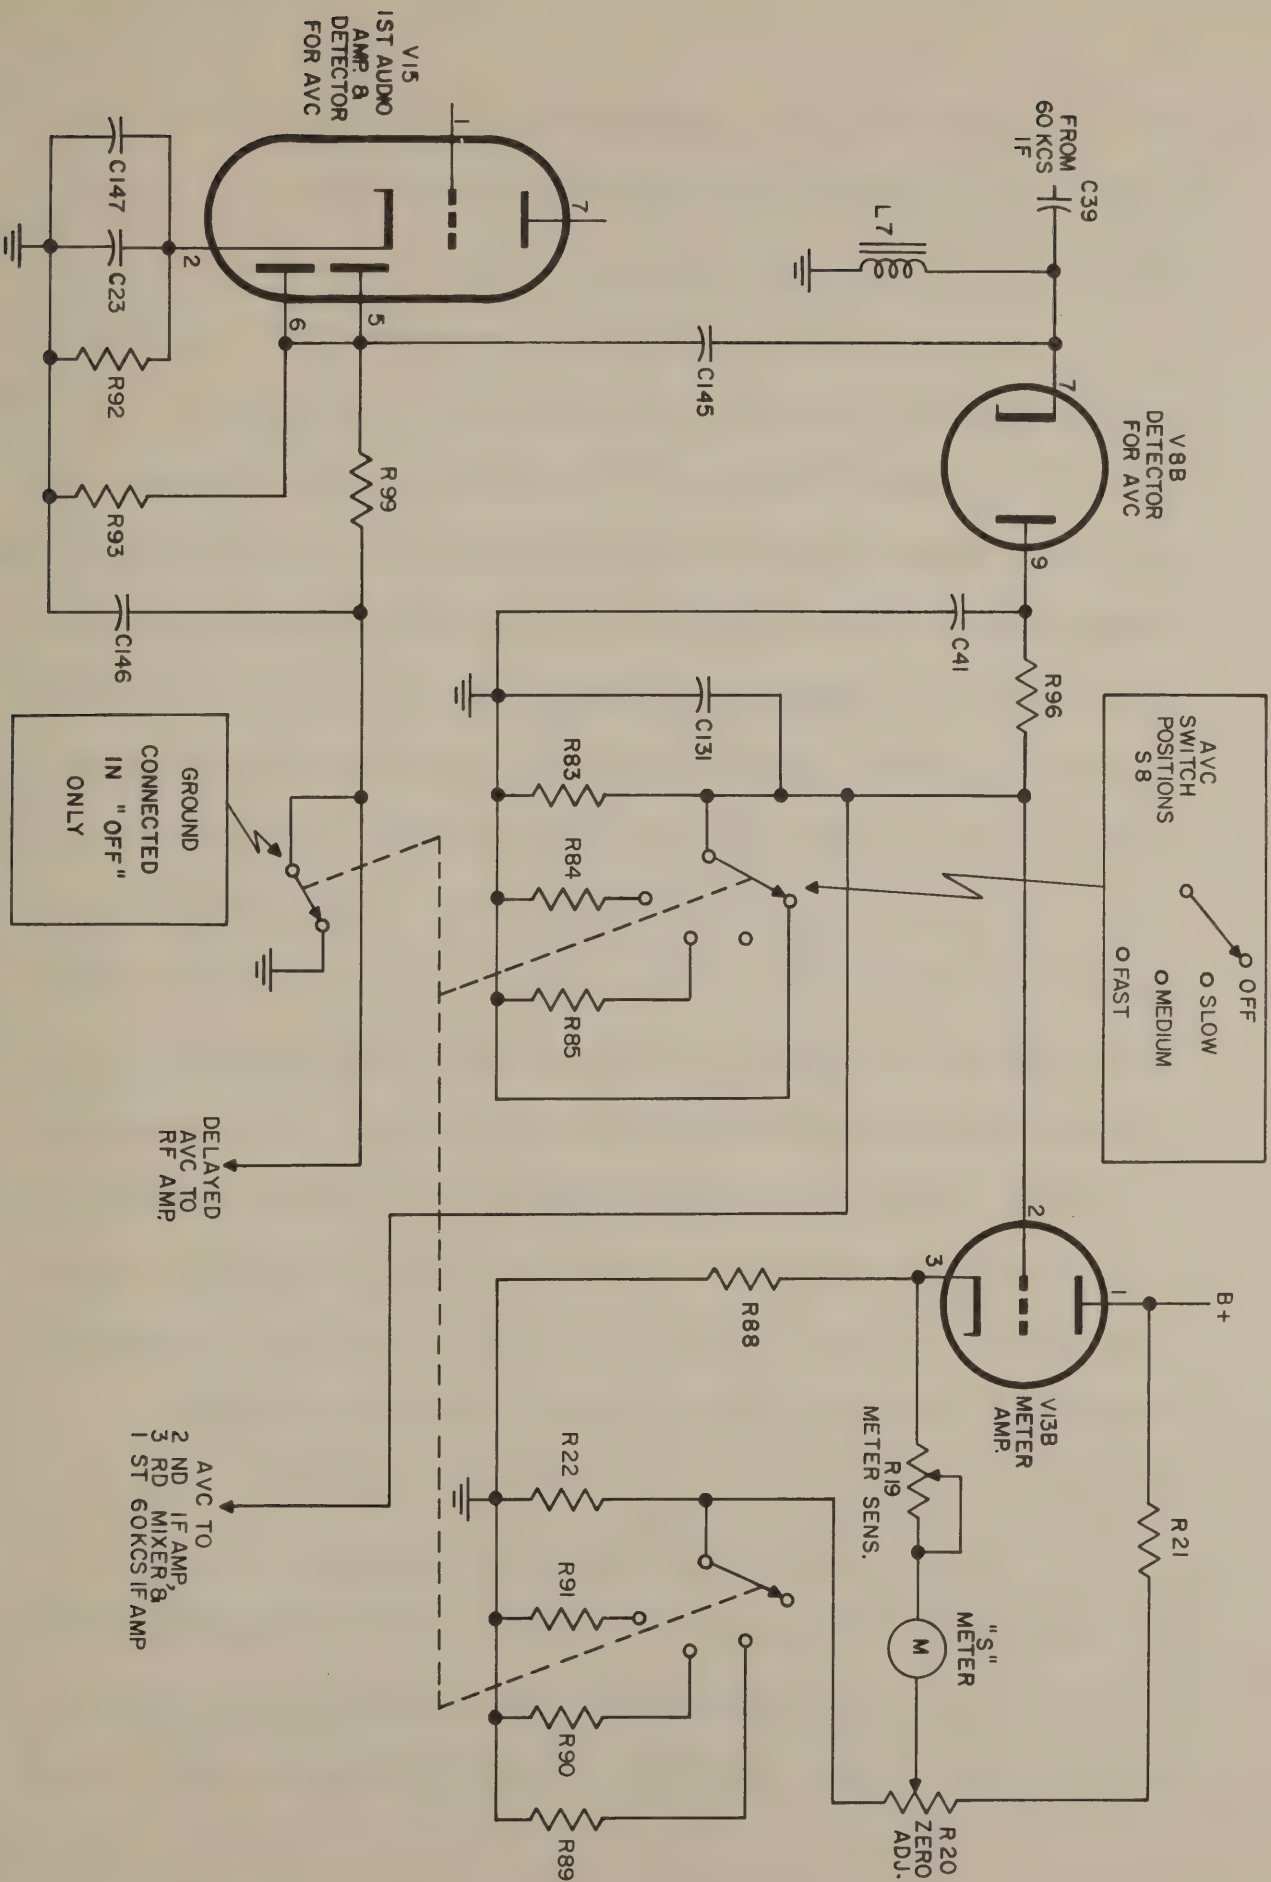 FROM
60 KCS
IF
C39
L7
7
V8B
DETECTOR
FOR AVC
9
C41
R96
AVC
SWITCH
POSITIONS
S8
OFF
SLOW
MEDIUM
FAST
B+
1
2
3
V13B
METER
AMP.
R21
R19
METER SENS.
"S"
METER
M
R20
ZERO
ADJ.
C145
C131
R83
R84
R85
R88
R22
R91
R90
R89
V15
1ST AUDIO
AMP. &
DETECTOR
FOR AVC
1
7
2
6
5
R99
C147
C23
R92
R93
C146
GROUND
CONNECTED
IN "OFF"
ONLY
DELAYED
AVC TO
RF AMP.
AVC TO
2 ND IF AMP,
3 RD MIXER &
1 ST 60KCS IF AMP